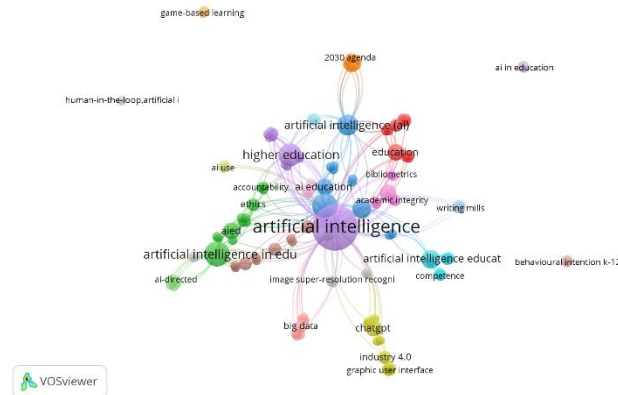 game-based learning
2030 agenda
ai in education
human-in-the-loop,artificial i
artificial intelligence (ai)
higher education
education
ai use
bibliometrics
accountability
ai education
academic integrity
ethics
writing mills
aied
artificial intelligence
artificial intelligence in edu
artificial intelligence educat
behavioural intention k-12
ai-directed
image super-resolution recogni
competence
big data
chatgpt
industry 4.0
graphic user interface
VOSviewer